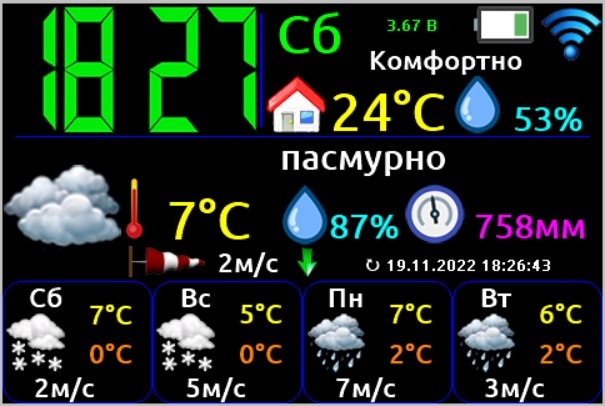 18 27
Сб
3.67 В
Комфортно
24°C
53%
пасмурно
7°C
87%
758мм
2м/с
↻ 19.11.2022 18:26:43
Сб
7°C
0°C
2м/с
Вс
5°C
0°C
5м/с
Пн
7°C
2°C
7м/с
Вт
6°C
2°C
3м/с